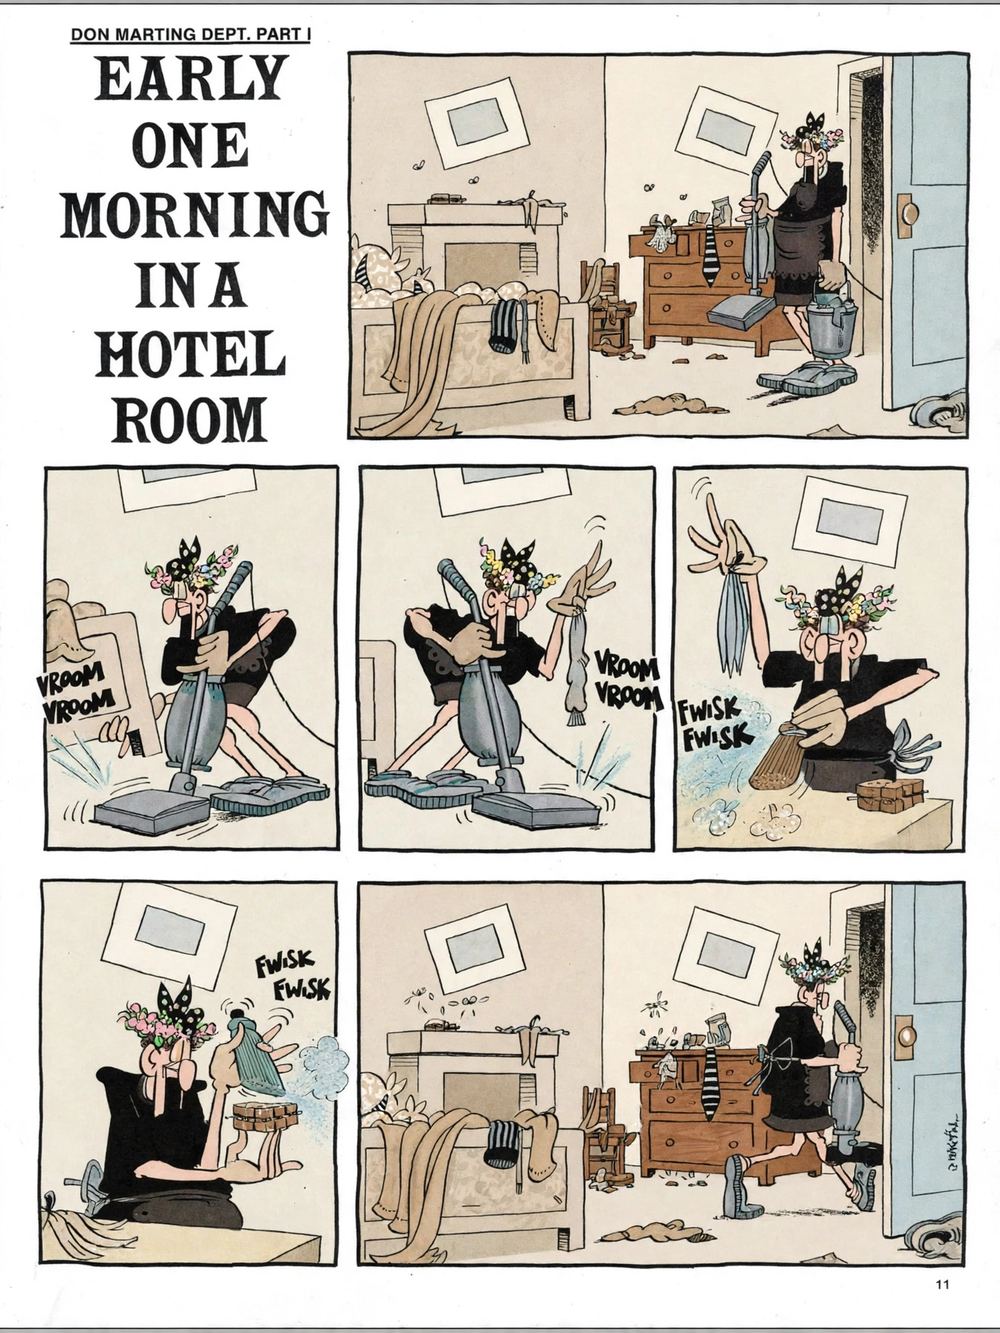 DON MARTING DEPT. PART I
EARLY
ONE
MORNING
IN A
HOTEL
ROOM
VROOM
VROOM
VROOM
VROOM
FWISK
FWISK
FWISK
FWISK
11